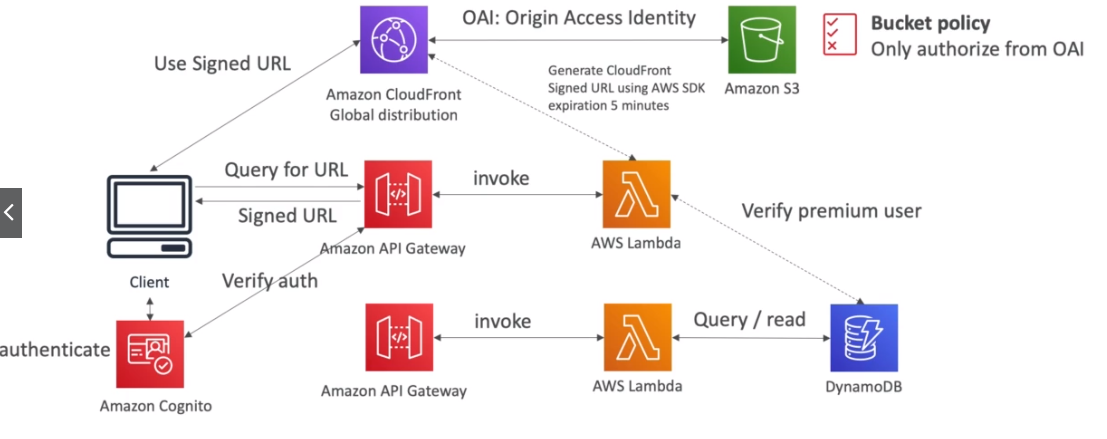 OAI: Origin Access Identity
Bucket policy
Only authorize from OAI
Use Signed URL
Generate CloudFront
Signed URL using AWS SDK
expiration 5 minutes
Amazon CloudFront
Global distribution
Amazon S3
Query for URL
invoke
Signed URL
Verify premium user
Amazon API Gateway
AWS Lambda
Client
Verify auth
invoke
Query / read
authenticate
Amazon API Gateway
AWS Lambda
DynamoDB
Amazon Cognito